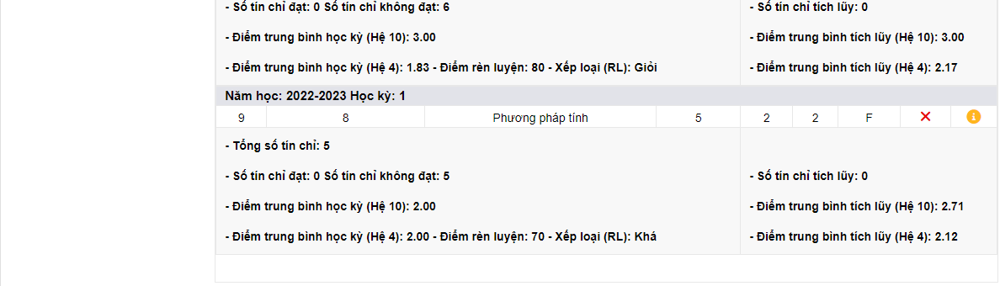 - Số tín chỉ đạt: 0 Số tín chỉ không đạt: 6 - Số tín chỉ tích lũy: 0
- Điểm trung bình học kỳ (Hệ 10): 3.00 - Điểm trung bình tích lũy (Hệ 10): 3.00
- Điểm trung bình học kỳ (Hệ 4): 1.83 - Điểm rèn luyện: 80 - Xếp loại (RL): Giỏi - Điểm trung bình tích lũy (Hệ 4): 2.17
Năm học: 2022-2023 Học kỳ: 1
9 8 Phương pháp tính 5 2 2 F
- Tổng số tín chỉ: 5
- Số tín chỉ đạt: 0 Số tín chỉ không đạt: 5 - Số tín chỉ tích lũy: 0
- Điểm trung bình học kỳ (Hệ 10): 2.00 - Điểm trung bình tích lũy (Hệ 10): 2.71
- Điểm trung bình học kỳ (Hệ 4): 2.00 - Điểm rèn luyện: 70 - Xếp loại (RL): Khá - Điểm trung bình tích lũy (Hệ 4): 2.12